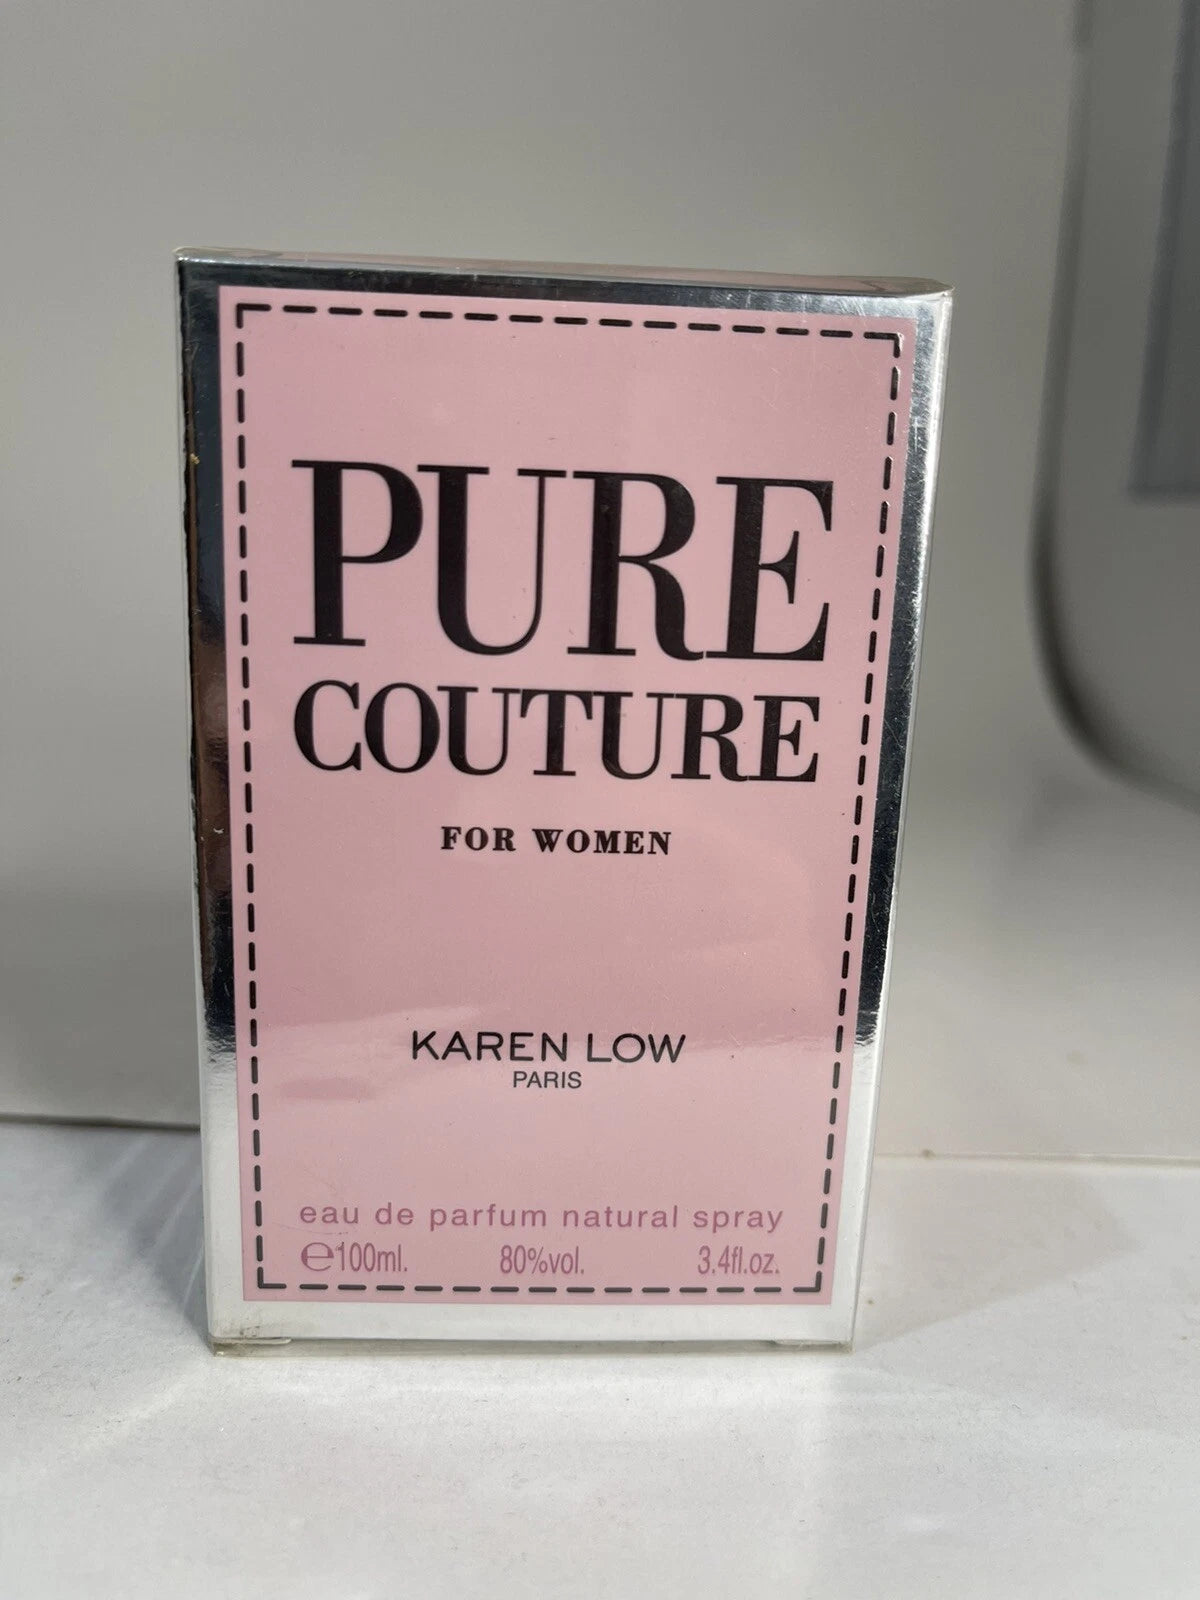 PURE
COUTURE
FOR WOMEN
KAREN LOW
PARIS
eau de parfum natural spray
℮100ml. 80%vol. 3.4fl.oz.